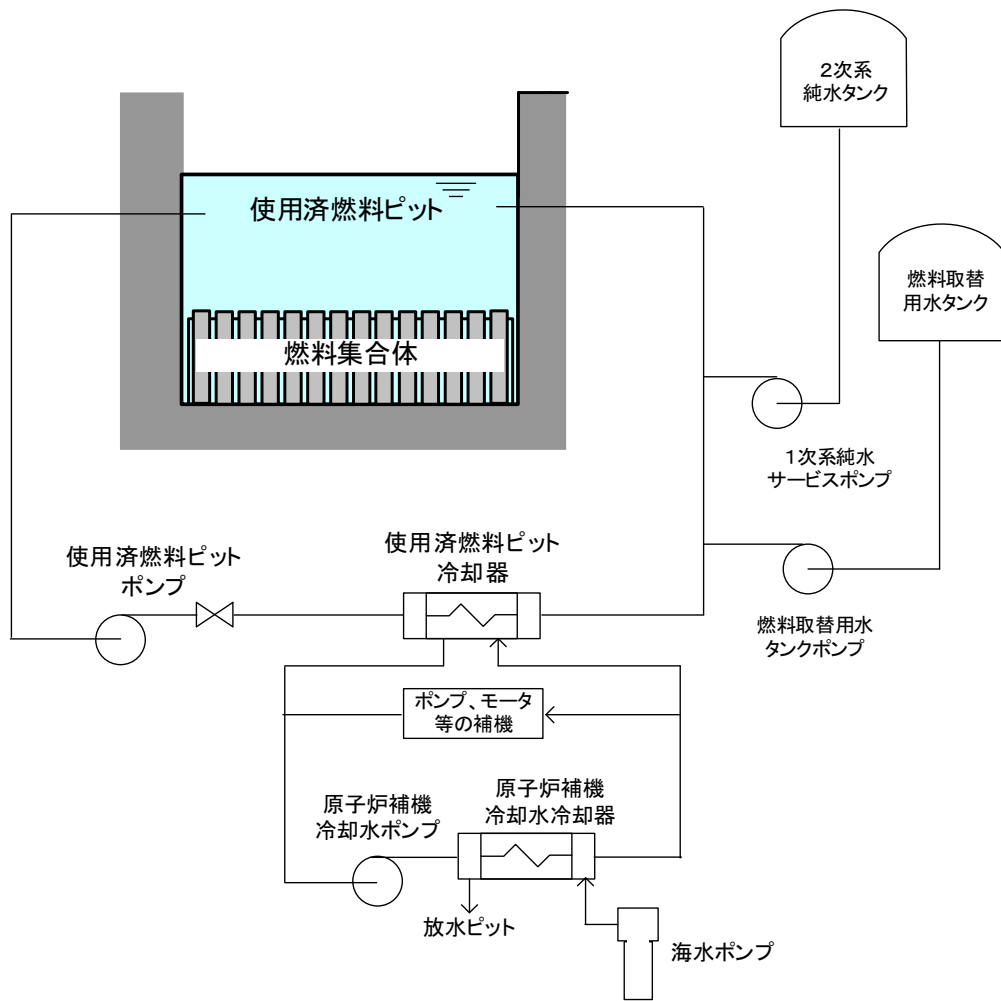 2次系
純水タンク
使用済燃料ピット
燃料取替
用水タンク
燃料集合体
1次系純水
サービスポンプ
使用済燃料ピット
ポンプ
使用済燃料ピット
冷却器
燃料取替用水
タンクポンプ
ポンプ、モータ
等の補機
原子炉補機
冷却水ポンプ
原子炉補機
冷却水冷却器
放水ピット
海水ポンプ